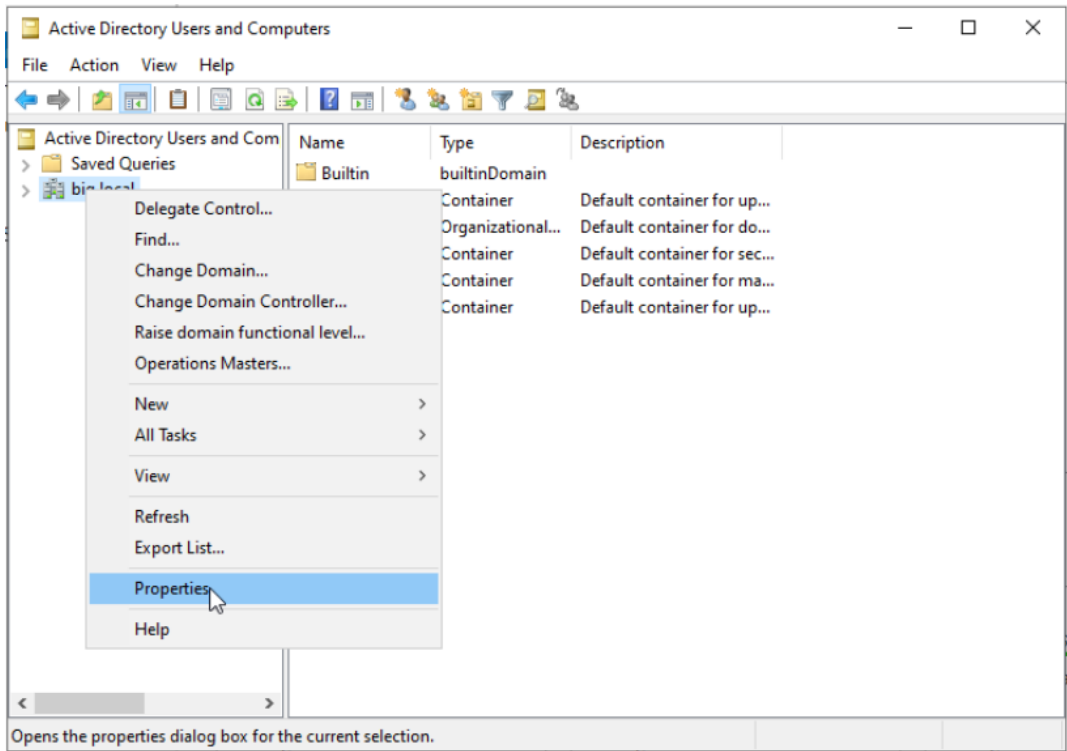 Active Directory Users and Computers
File Action View Help
Active Directory Users and Com
Saved Queries
big.local
Name Type Description
Builtin builtinDomain
Container Default container for up...
Organizational... Default container for do...
Container Default container for sec...
Container Default container for ma...
Container Default container for up...
Delegate Control...
Find...
Change Domain...
Change Domain Controller...
Raise domain functional level...
Operations Masters...
New
All Tasks
View
Refresh
Export List...
Properties
Help
Opens the properties dialog box for the current selection.